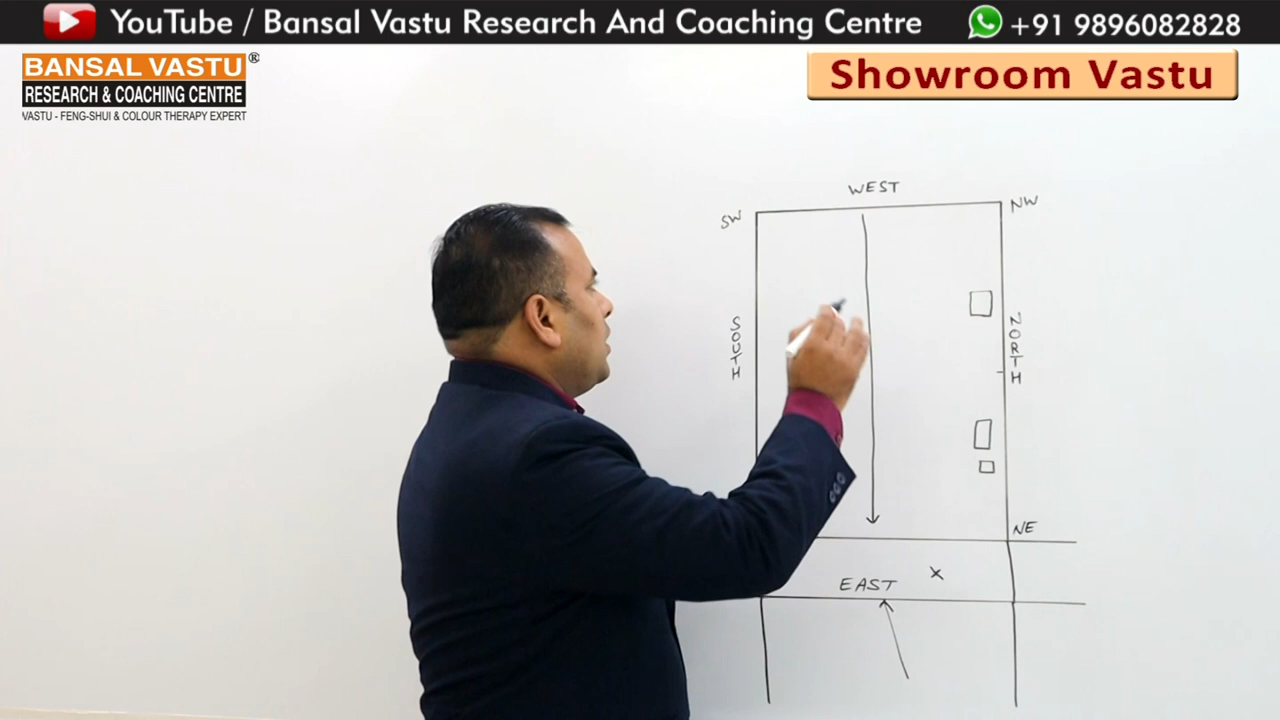 YouTube / Bansal Vastu Research And Coaching Centre
+91 9896082828
BANSAL VASTU ®
RESEARCH & COACHING CENTRE
VASTU - FENG-SHUI & COLOUR THERAPY EXPERT
Showroom Vastu
WEST
SW
NW
SOUTH
NORTH
NE
EAST
X